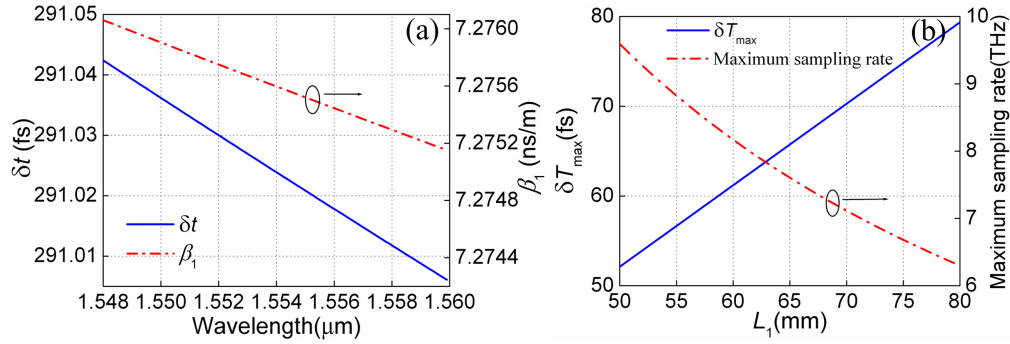 (a)
291.05
291.04
291.03
291.02
291.01
δt (fs)
δt
β1
7.2760
7.2756
7.2752
7.2748
7.2744
β1 (ns/m)
1.548 1.550 1.552 1.554 1.556 1.558 1.560
Wavelength(μm)
(b)
80
70
60
50
δTmax(fs)
δTmax
Maximum sampling rate
10
9
8
7
6
Maximum sampling rate(THz)
50 55 60 65 70 75 80
L1(mm)